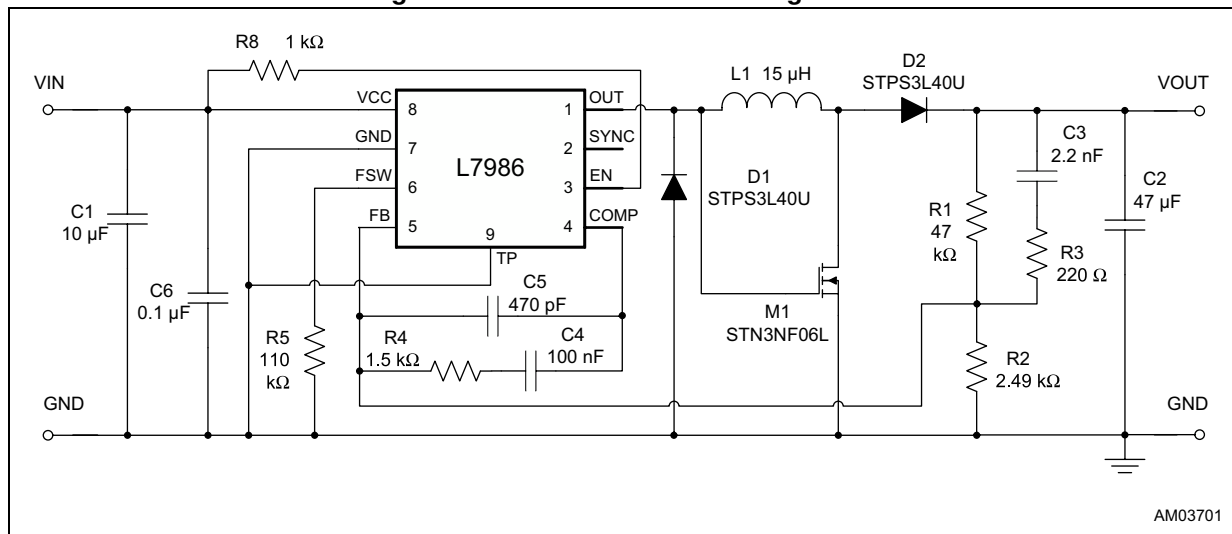 R8 1 kΩ
D2
STPS3L40U
L1 15 µH
VIN
VOUT
VCC
8
1
OUT
GND
7
2
SYNC
L7986
FSW
6
3
EN
FB
5
4
COMP
9
TP
C3
2.2 nF
D1
STPS3L40U
C2
47 µF
C1
10 µF
R1
47
kΩ
R3
220 Ω
C6
0.1 µF
C5
470 pF
M1
STN3NF06L
R5
110
kΩ
R4
1.5 kΩ
C4
100 nF
R2
2.49 kΩ
GND
GND
AM03701